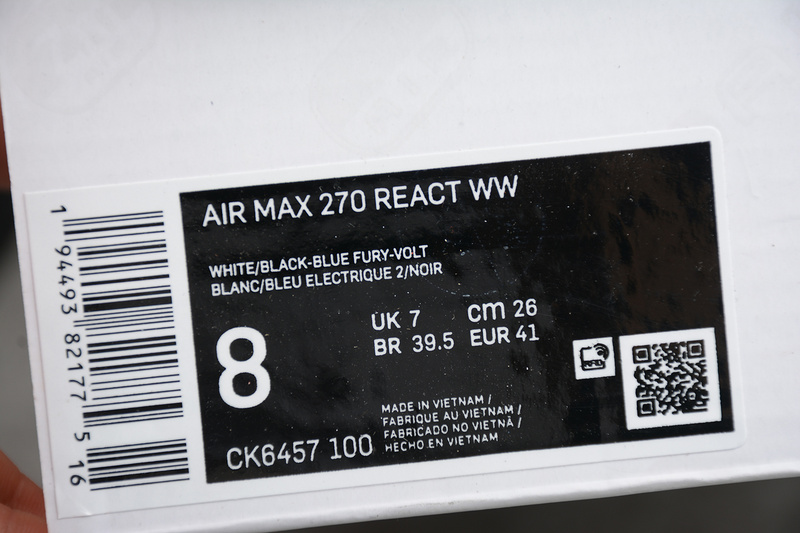 AIR MAX 270 REACT WW
WHITE/BLACK-BLUE FURY-VOLT
BLANC/BLEU ELECTRIQUE 2/NOIR
8
UK 7 cm 26
BR 39.5 EUR 41
MADE IN VIETNAM /
FABRIQUE AU VIETNAM /
FABRICADO NO VIETNÃ /
HECHO EN VIETNAM
CK6457 100
1 94493 82177 5 16